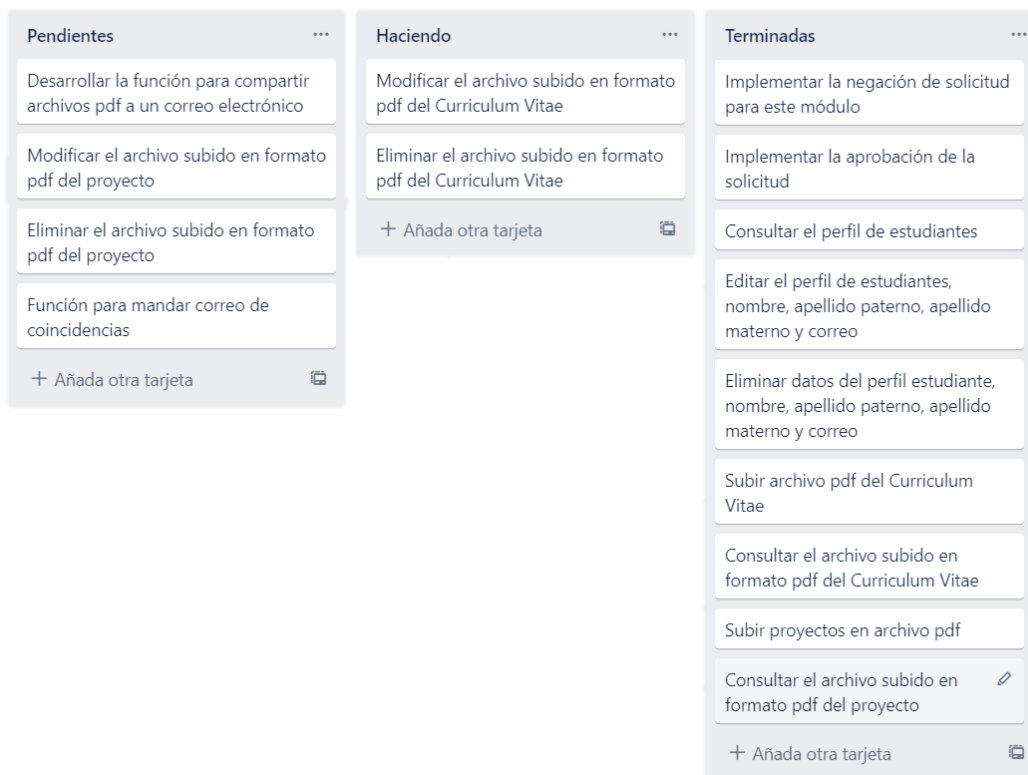 Pendientes
Desarrollar la función para compartir
archivos pdf a un correo electrónico
Modificar el archivo subido en formato
pdf del proyecto
Eliminar el archivo subido en formato
pdf del proyecto
Función para mandar correo de
coincidencias
+ Añada otra tarjeta
Haciendo
Modificar el archivo subido en formato
pdf del Curriculum Vitae
Eliminar el archivo subido en formato
pdf del Curriculum Vitae
+ Añada otra tarjeta
Terminadas
Implementar la negación de solicitud
para este módulo
Implementar la aprobación de la
solicitud
Consultar el perfil de estudiantes
Editar el perfil de estudiantes,
nombre, apellido paterno, apellido
materno y correo
Eliminar datos del perfil estudiante,
nombre, apellido paterno, apellido
materno y correo
Subir archivo pdf del Curriculum
Vitae
Consultar el archivo subido en
formato pdf del Curriculum Vitae
Subir proyectos en archivo pdf
Consultar el archivo subido en
formato pdf del proyecto
+ Añada otra tarjeta